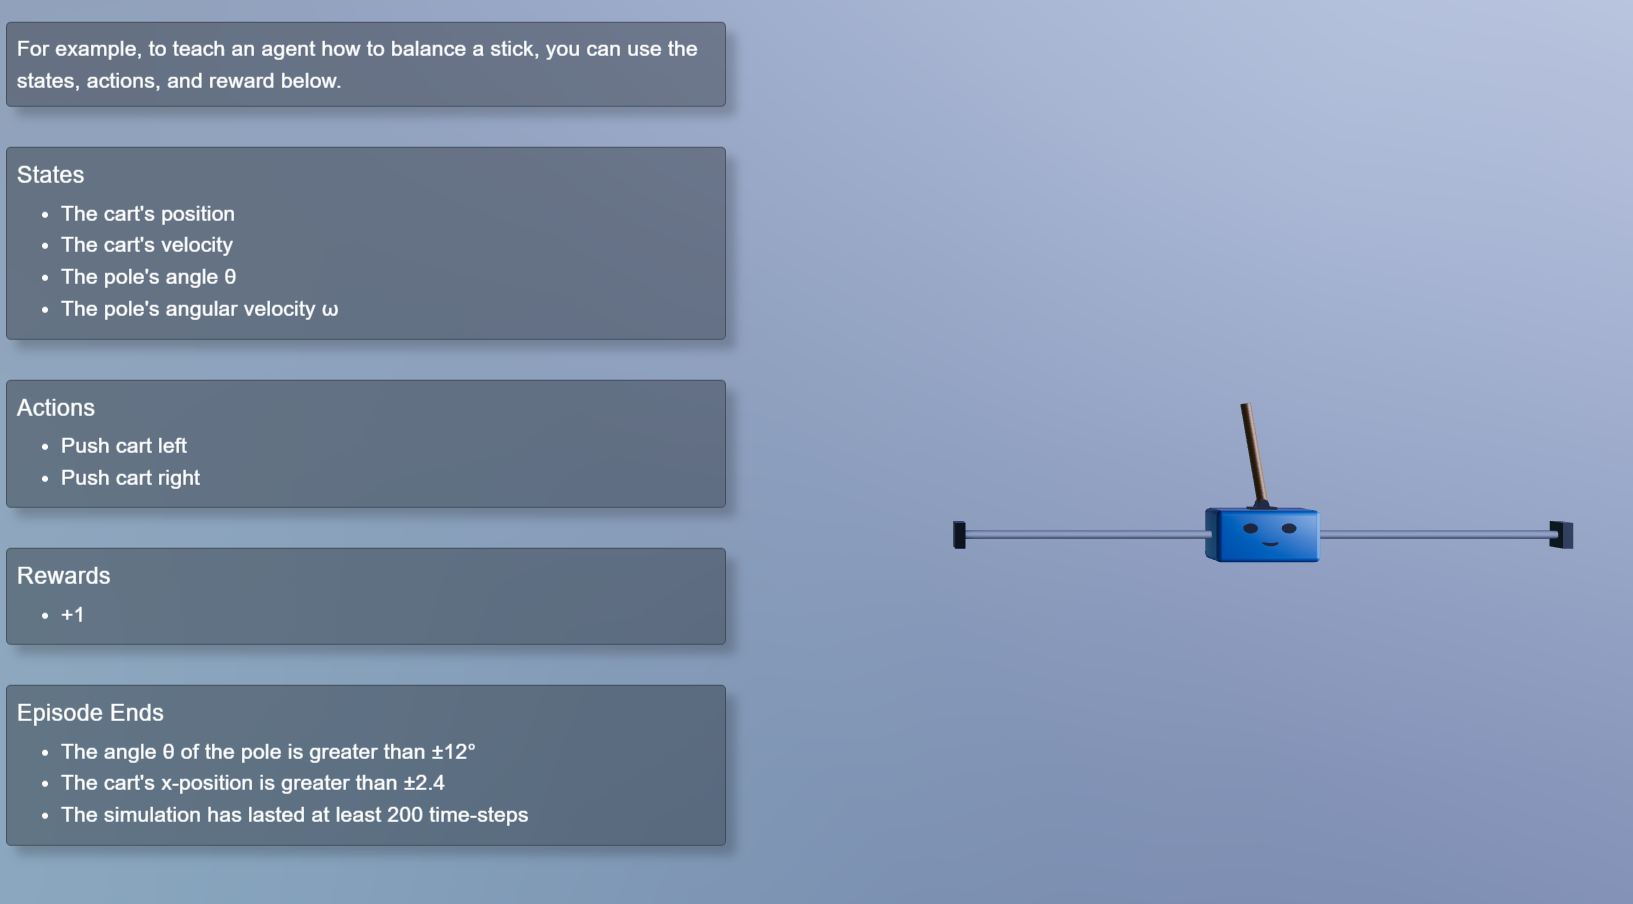 For example, to teach an agent how to balance a stick, you can use the
states, actions, and reward below.
States
• The cart's position
• The cart's velocity
• The pole's angle θ
• The pole's angular velocity ω
Actions
• Push cart left
• Push cart right
Rewards
• +1
Episode Ends
• The angle θ of the pole is greater than ±12°
• The cart's x-position is greater than ±2.4
• The simulation has lasted at least 200 time-steps